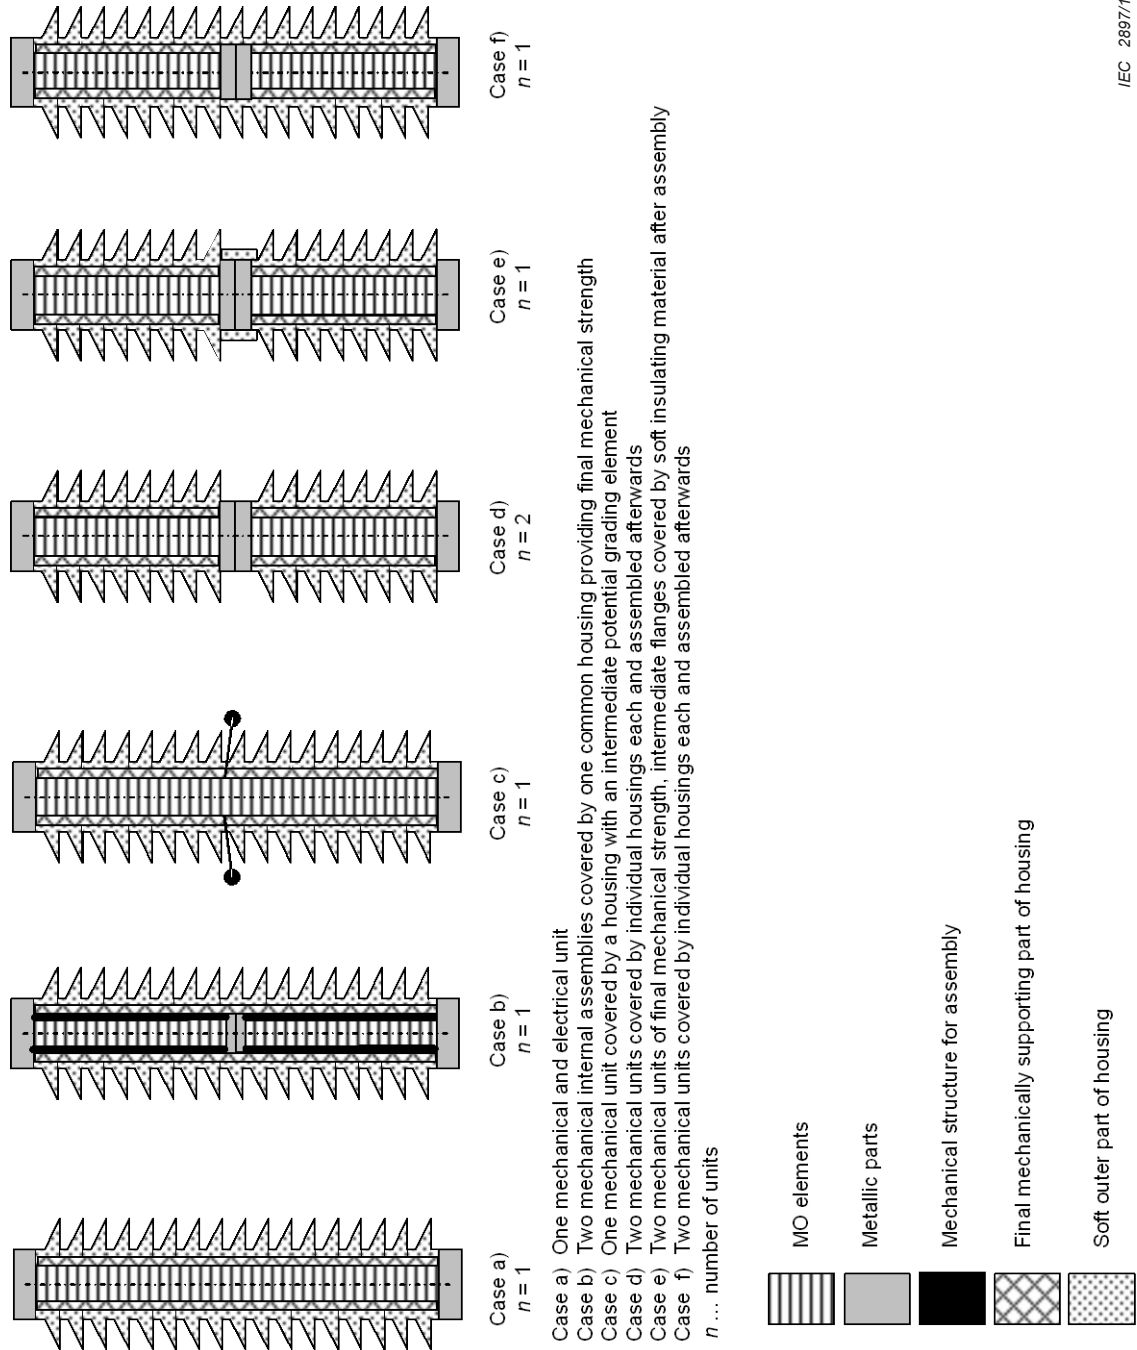 Case a)
n = 1
Case b)
n = 1
Case c)
n = 1
Case d)
n = 2
Case e)
n = 1
Case f)
n = 1
Case a) One mechanical and electrical unit
Case b) Two mechanical internal assemblies covered by one common housing providing final mechanical strength
Case c) One mechanical unit covered by a housing with an intermediate potential grading element
Case d) Two mechanical units covered by individual housings each and assembled afterwards
Case e) Two mechanical units of final mechanical strength, intermediate flanges covered by soft insulating material after assembly
Case f) Two mechanical units covered by individual housings each and assembled afterwards
n ... number of units
MO elements
Metallic parts
Mechanical structure for assembly
Final mechanically supporting part of housing
Soft outer part of housing
IEC 2897/1